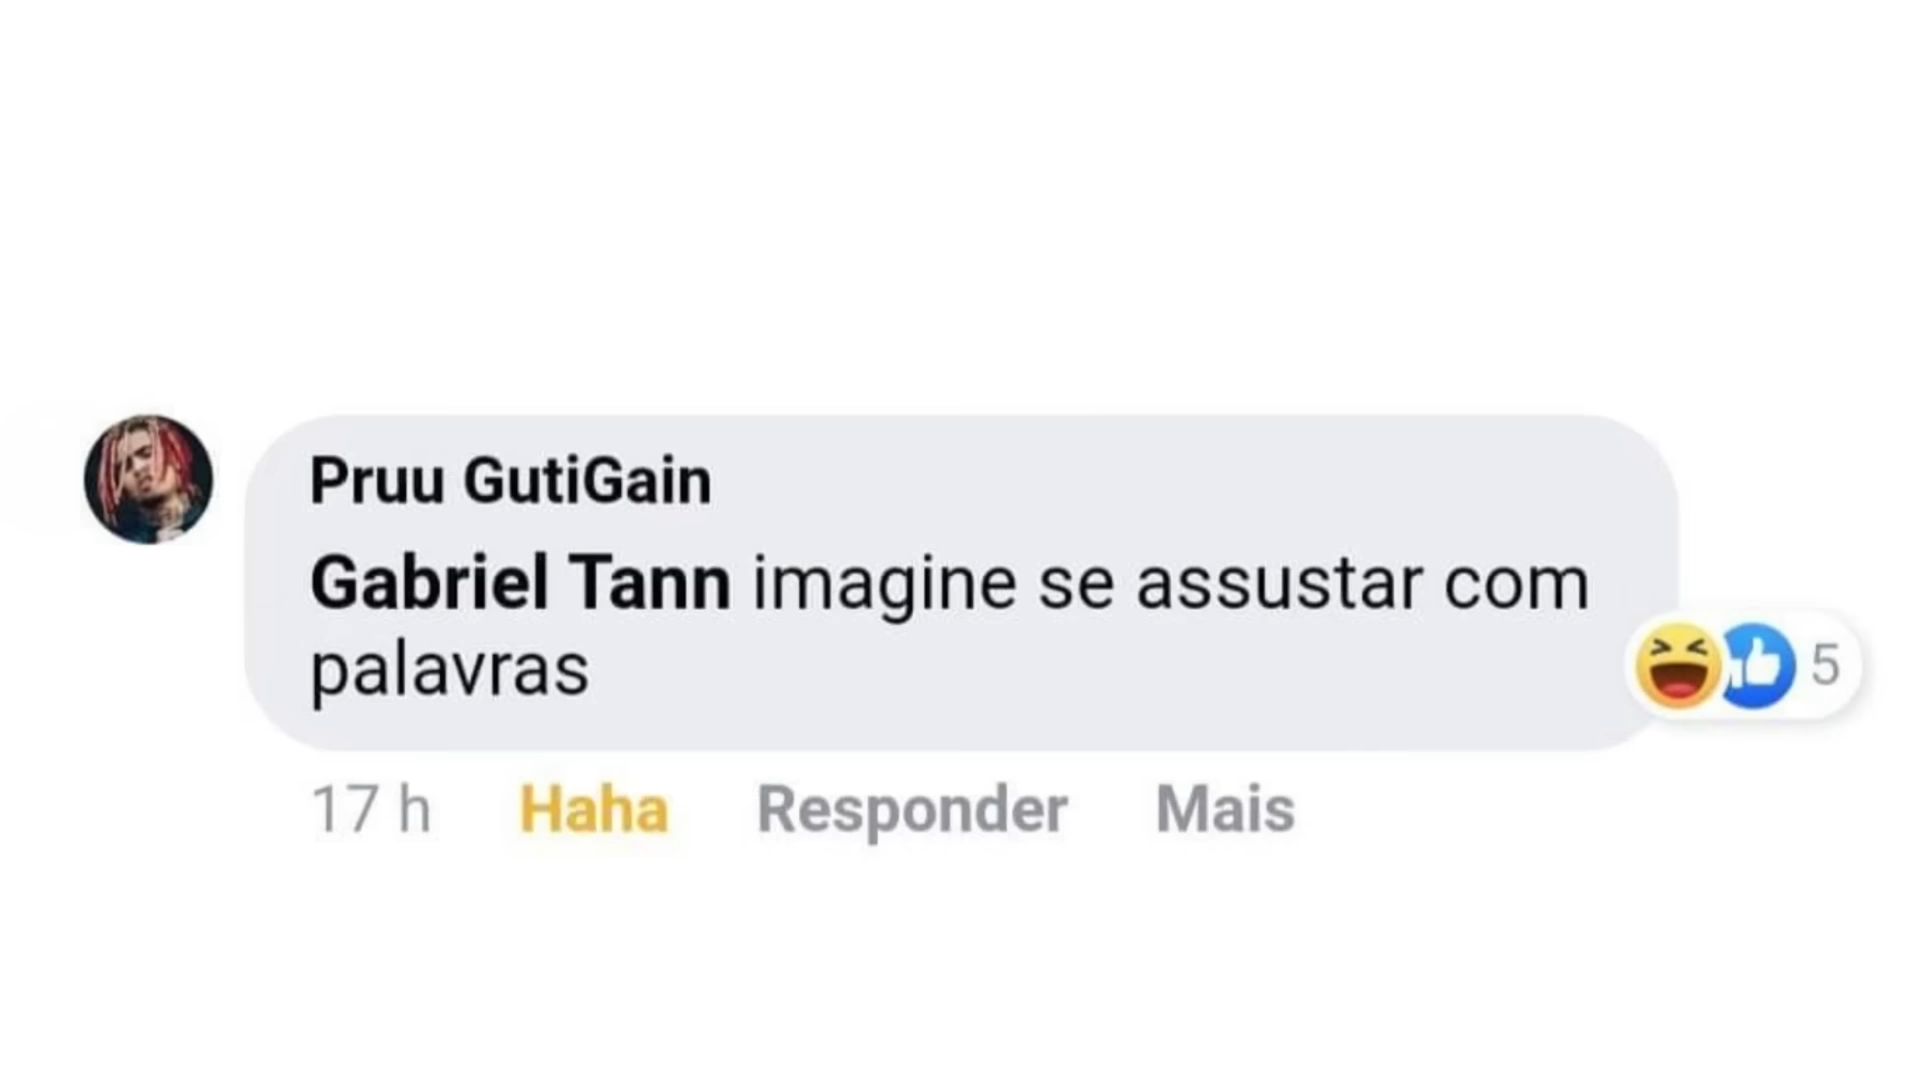 Pruu GutiGain
Gabriel Tann imagine se assustar com
palavras
5
17 h Haha Responder Mais